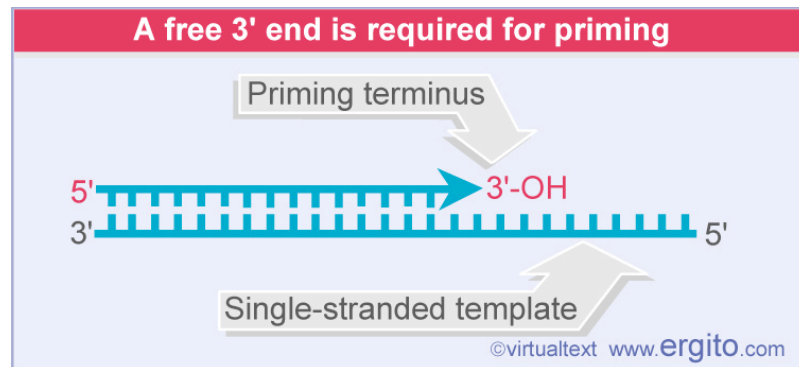 A free 3' end is required for priming
Priming terminus
5'
3'-OH
3'
5'
Single-stranded template
©virtualtext www.ergito.com